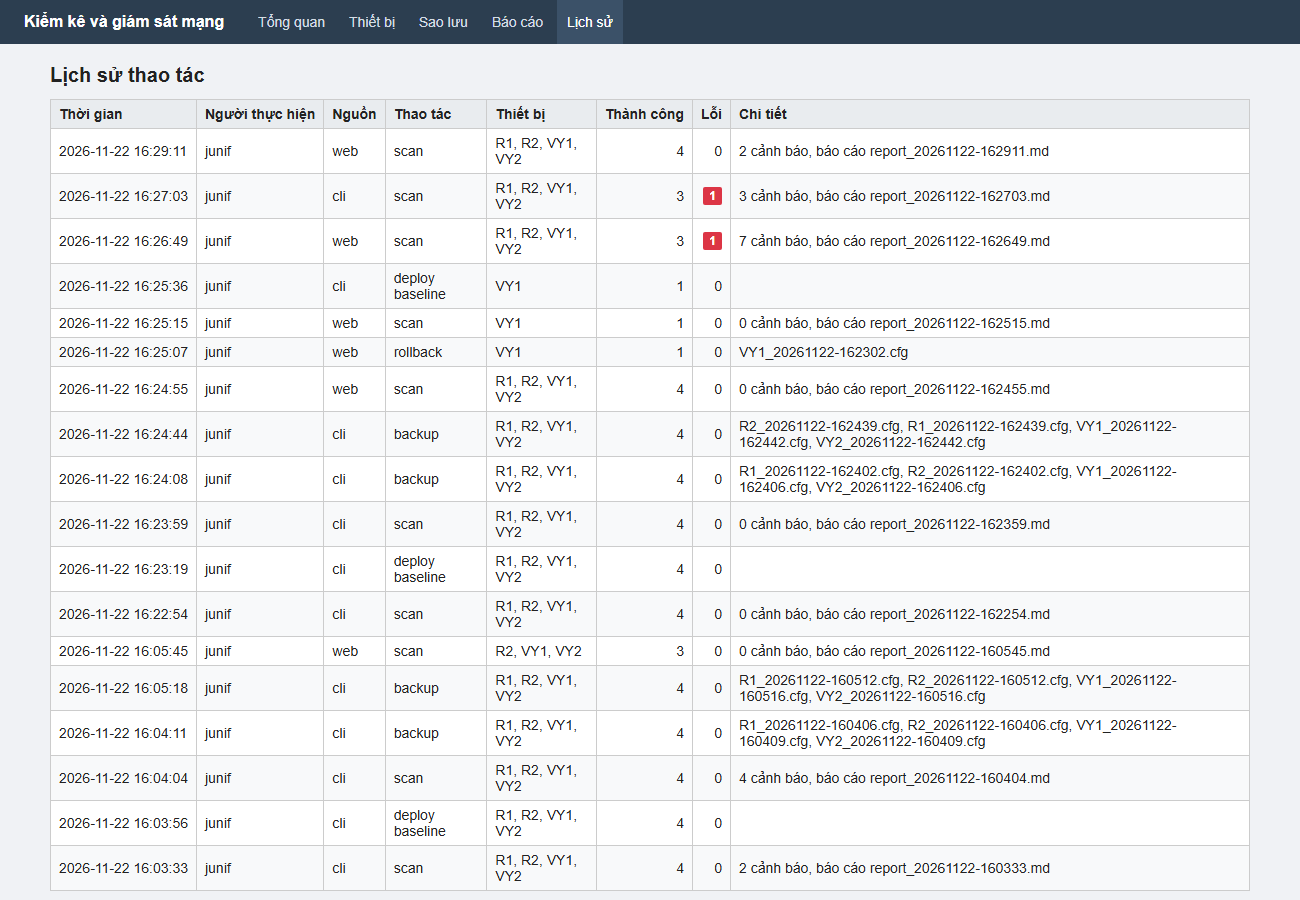 Kiểm kê và giám sát mạng Tổng quan Thiết bị Sao lưu Báo cáo Lịch sử
Lịch sử thao tác
Thời gian Người thực hiện Nguồn Thao tác Thiết bị Thành công Lỗi Chi tiết
2026-11-22 16:29:11 junif web scan R1, R2, VY1, 4 0 2 cảnh báo, báo cáo report_20261122-162911.md
VY2
2026-11-22 16:27:03 junif cli scan R1, R2, VY1, 3 1 3 cảnh báo, báo cáo report_20261122-162703.md
VY2
2026-11-22 16:26:49 junif web scan R1, R2, VY1, 3 1 7 cảnh báo, báo cáo report_20261122-162649.md
VY2
2026-11-22 16:25:36 junif cli deploy VY1 1 0
baseline
2026-11-22 16:25:15 junif web scan VY1 1 0 0 cảnh báo, báo cáo report_20261122-162515.md
2026-11-22 16:25:07 junif web rollback VY1 1 0 VY1_20261122-162302.cfg
2026-11-22 16:24:55 junif web scan R1, R2, VY1, 4 0 0 cảnh báo, báo cáo report_20261122-162455.md
VY2
2026-11-22 16:24:44 junif cli backup R1, R2, VY1, 4 0 R2_20261122-162439.cfg, R1_20261122-162439.cfg, VY1_20261122-
VY2 162442.cfg, VY2_20261122-162442.cfg
2026-11-22 16:24:08 junif cli backup R1, R2, VY1, 4 0 R1_20261122-162402.cfg, R2_20261122-162402.cfg, VY1_20261122-
VY2 162406.cfg, VY2_20261122-162406.cfg
2026-11-22 16:23:59 junif cli scan R1, R2, VY1, 4 0 0 cảnh báo, báo cáo report_20261122-162359.md
VY2
2026-11-22 16:23:19 junif cli deploy R1, R2, VY1, 4 0
baseline VY2
2026-11-22 16:22:54 junif cli scan R1, R2, VY1, 4 0 0 cảnh báo, báo cáo report_20261122-162254.md
VY2
2026-11-22 16:05:45 junif web scan R2, VY1, VY2 3 0 0 cảnh báo, báo cáo report_20261122-160545.md
2026-11-22 16:05:18 junif cli backup R1, R2, VY1, 4 0 R1_20261122-160512.cfg, R2_20261122-160512.cfg, VY1_20261122-
VY2 160516.cfg, VY2_20261122-160516.cfg
2026-11-22 16:04:11 junif cli backup R1, R2, VY1, 4 0 R1_20261122-160406.cfg, R2_20261122-160406.cfg, VY1_20261122-
VY2 160409.cfg, VY2_20261122-160409.cfg
2026-11-22 16:04:04 junif cli scan R1, R2, VY1, 4 0 4 cảnh báo, báo cáo report_20261122-160404.md
VY2
2026-11-22 16:03:56 junif cli deploy R1, R2, VY1, 4 0
baseline VY2
2026-11-22 16:03:33 junif cli scan R1, R2, VY1, 4 0 2 cảnh báo, báo cáo report_20261122-160333.md
VY2